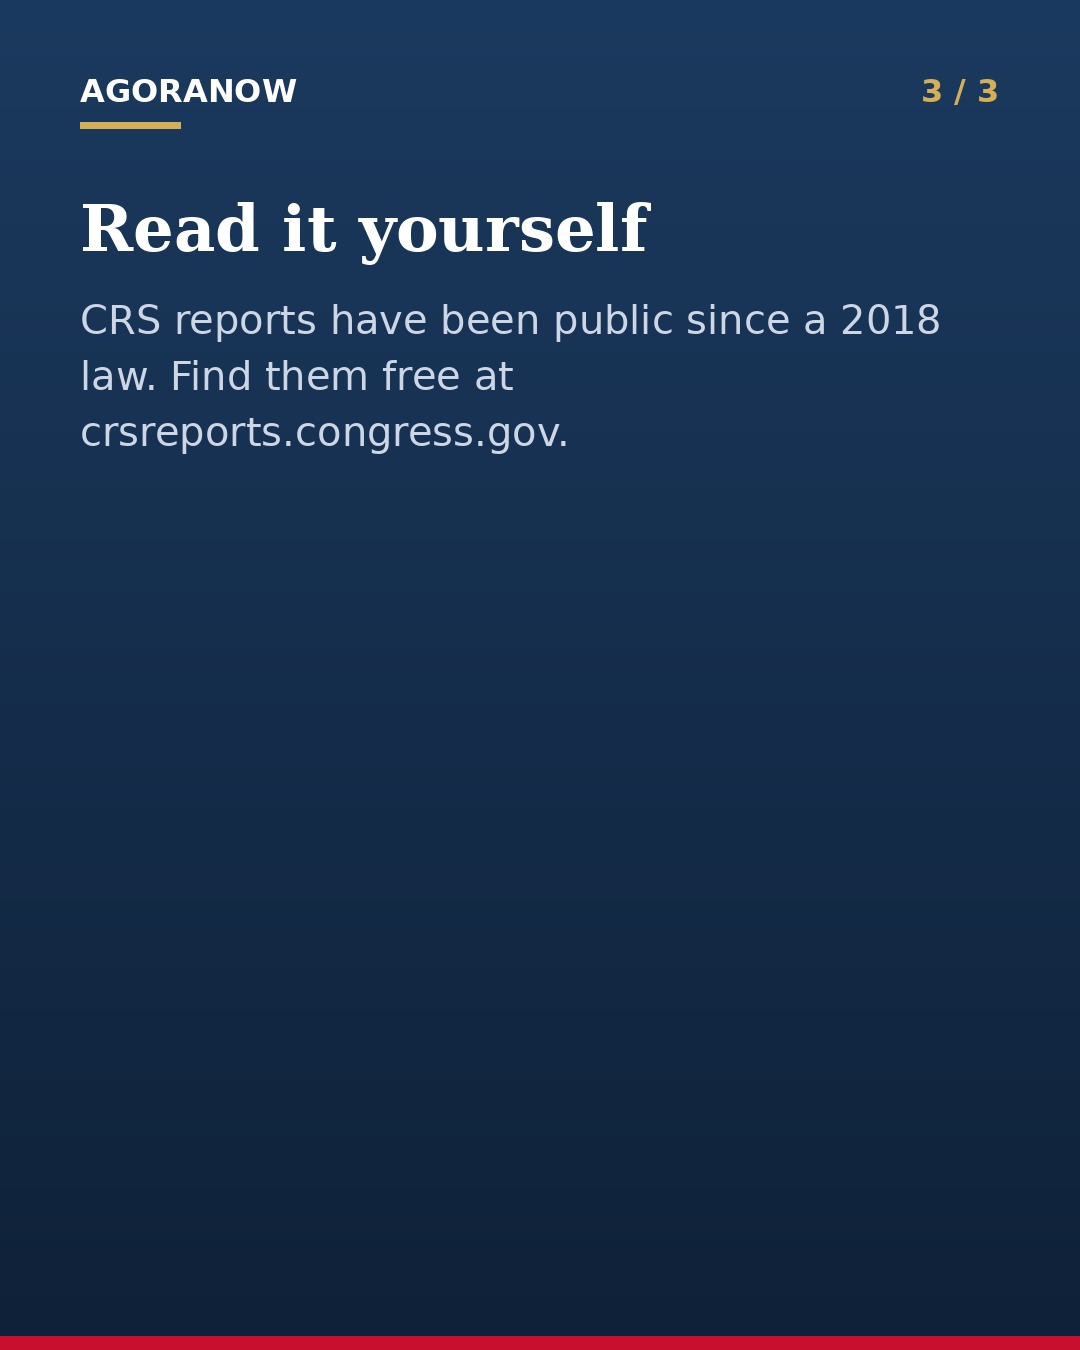 AGORANOW
3 / 3
Read it yourself
CRS reports have been public since a 2018
law. Find them free at
crsreports.congress.gov.